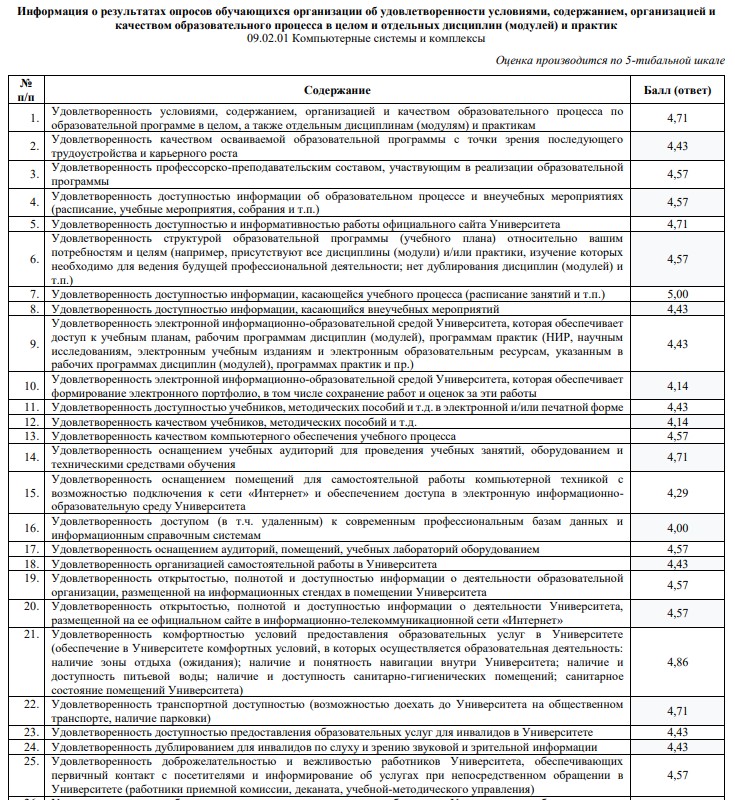 Информация о результатах опросов обучающихся организации об удовлетворенности условиями, содержанием, организацией и
качеством образовательного процесса в целом и отдельных дисциплин (модулей) и практик
09.02.01 Компьютерные системы и комплексы
Оценка производится по 5-тибальной шкале
№
п/п
Содержание
Балл (ответ)
1. Удовлетворенность условиями, содержанием, организацией и качеством образовательного процесса по
образовательной программе в целом, а также отдельным дисциплинам (модулям) и практикам
4,71
2. Удовлетворенность качеством осваиваемой образовательной программы с точки зрения последующего
трудоустройства и карьерного роста
4,43
3. Удовлетворенность профессорско-преподавательским составом, участвующим в реализации образовательной
программы
4,57
4. Удовлетворенность доступностью информации об образовательном процессе и внеучебных мероприятиях
(расписание, учебные мероприятия, собрания и т.п.)
4,57
5. Удовлетворенность доступностью и информативностью работы официального сайта Университета 4,71
6. Удовлетворенность структурой образовательной программы (учебного плана) относительно вашим
потребностям и целям (например, присутствуют все дисциплины (модули) и/или практики, изучение которых
необходимо для ведения будущей профессиональной деятельности; нет дублирования дисциплин (модулей) и
т.п.)
4,57
7. Удовлетворенность доступностью информации, касающейся учебного процесса (расписание занятий и т.п.) 5,00
8. Удовлетворенность доступностью информации, касающийся внеучебных мероприятий 4,43
9. Удовлетворенность электронной информационно-образовательной средой Университета, которая обеспечивает
доступ к учебным планам, рабочим программам дисциплин (модулей), программам практик (НИР, научным
исследованиям, электронным учебным изданиям и электронным образовательным ресурсам, указанным в
рабочих программах дисциплин (модулей), программах практик и пр.)
4,43
10. Удовлетворенность электронной информационно-образовательной средой Университета, которая обеспечивает
формирование электронного портфолио, в том числе сохранение работ и оценок за эти работы
4,14
11. Удовлетворенность доступностью учебников, методических пособий и т.д. в электронной и/или печатной форме 4,43
12. Удовлетворенность качеством учебников, методических пособий и т.д. 4,14
13. Удовлетворенность качеством компьютерного обеспечения учебного процесса 4,57
14. Удовлетворенность оснащением учебных аудиторий для проведения учебных занятий, оборудованием и
техническими средствами обучения
4,71
15. Удовлетворенность оснащением помещений для самостоятельной работы компьютерной техникой с
возможностью подключения к сети «Интернет» и обеспечением доступа в электронную информационно-
образовательную среду Университета
4,29
16. Удовлетворенность доступом (в т.ч. удаленным) к современным профессиональным базам данных и
информационным справочным системам
4,00
17. Удовлетворенность оснащением аудиторий, помещений, учебных лабораторий оборудованием 4,57
18. Удовлетворенность организацией самостоятельной работы в Университета 4,43
19. Удовлетворенность открытостью, полнотой и доступностью информации о деятельности образовательной
организации, размещенной на информационных стендах в помещении Университета
4,57
20. Удовлетворенность открытостью, полнотой и доступностью информации о деятельности Университета,
размещенной на ее официальном сайте в информационно-телекоммуникационной сети «Интернет»
4,57
21. Удовлетворенность комфортностью условий предоставления образовательных услуг в Университете
(обеспечение в Университете комфортных условий, в которых осуществляется образовательная деятельность:
наличие зоны отдыха (ожидания); наличие и понятность навигации внутри Университета; наличие и
доступность питьевой воды; наличие и доступность санитарно-гигиенических помещений; санитарное
состояние помещений Университета)
4,86
22. Удовлетворенность транспортной доступностью (возможностью доехать до Университета на общественном
транспорте, наличие парковки)
4,71
23. Удовлетворенность доступностью предоставления образовательных услуг для инвалидов в Университете 4,43
24. Удовлетворенность дублированием для инвалидов по слуху и зрению звуковой и зрительной информации 4,43
25. Удовлетворенность доброжелательностью и вежливостью работников Университета, обеспечивающих
первичный контакт с посетителями и информирование об услугах при непосредственном обращении в
Университете (работники приемной комиссии, деканата, учебной-методического управления)
4,57